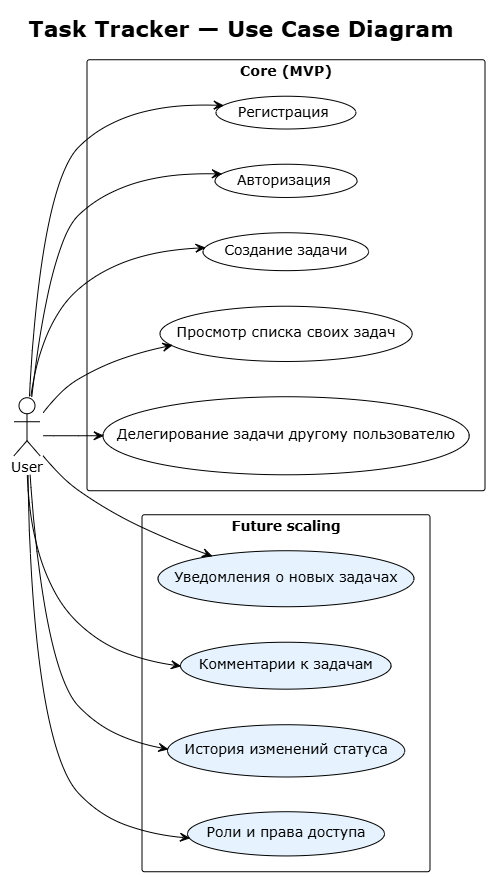 Task Tracker — Use Case Diagram
Core (MVP)
Регистрация
Авторизация
Создание задачи
Просмотр списка своих задач
Делегирование задачи другому пользователю
User
Future scaling
Уведомления о новых задачах
Комментарии к задачам
История изменений статуса
Роли и права доступа